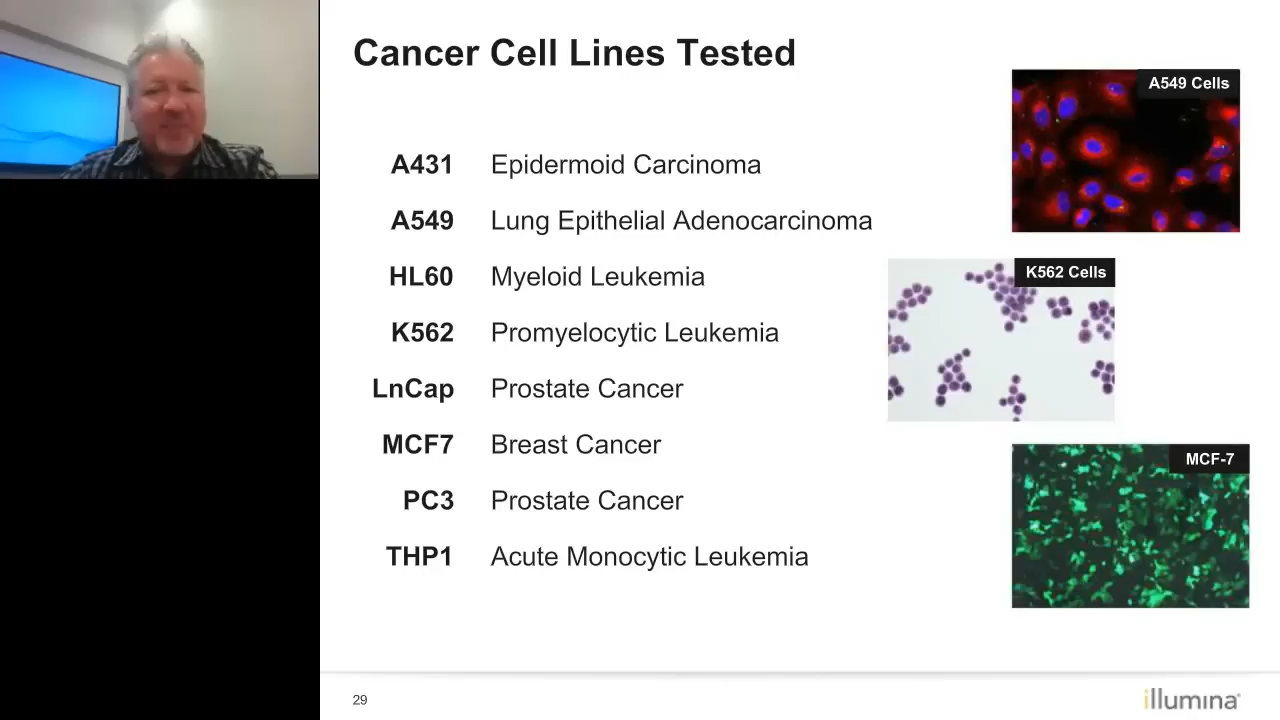 Cancer Cell Lines Tested
A549 Cells
A431 Epidermoid Carcinoma
A549 Lung Epithelial Adenocarcinoma
HL60 Myeloid Leukemia
K562 Cells
K562 Promyelocytic Leukemia
LnCap Prostate Cancer
MCF7 Breast Cancer
MCF-7
PC3 Prostate Cancer
THP1 Acute Monocytic Leukemia
29
illumina